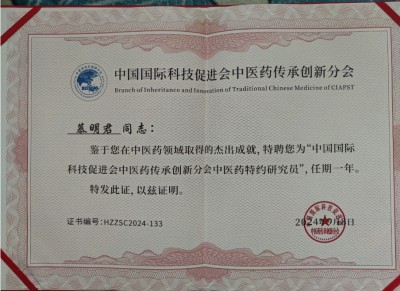 中国国际科技促进会中医药传承创新分会
Branch of Inheritance and Innovation of Traditional Chinese Medicine of CIAPST
慕明君 同志：
鉴于您在中医药领域取得的杰出成就，特聘您为“中国国际
科技促进会中医药传承创新分会中医药特约研究员”，任期一年。
特发此证，以兹证明。
证书编号：HZZSC2024-133